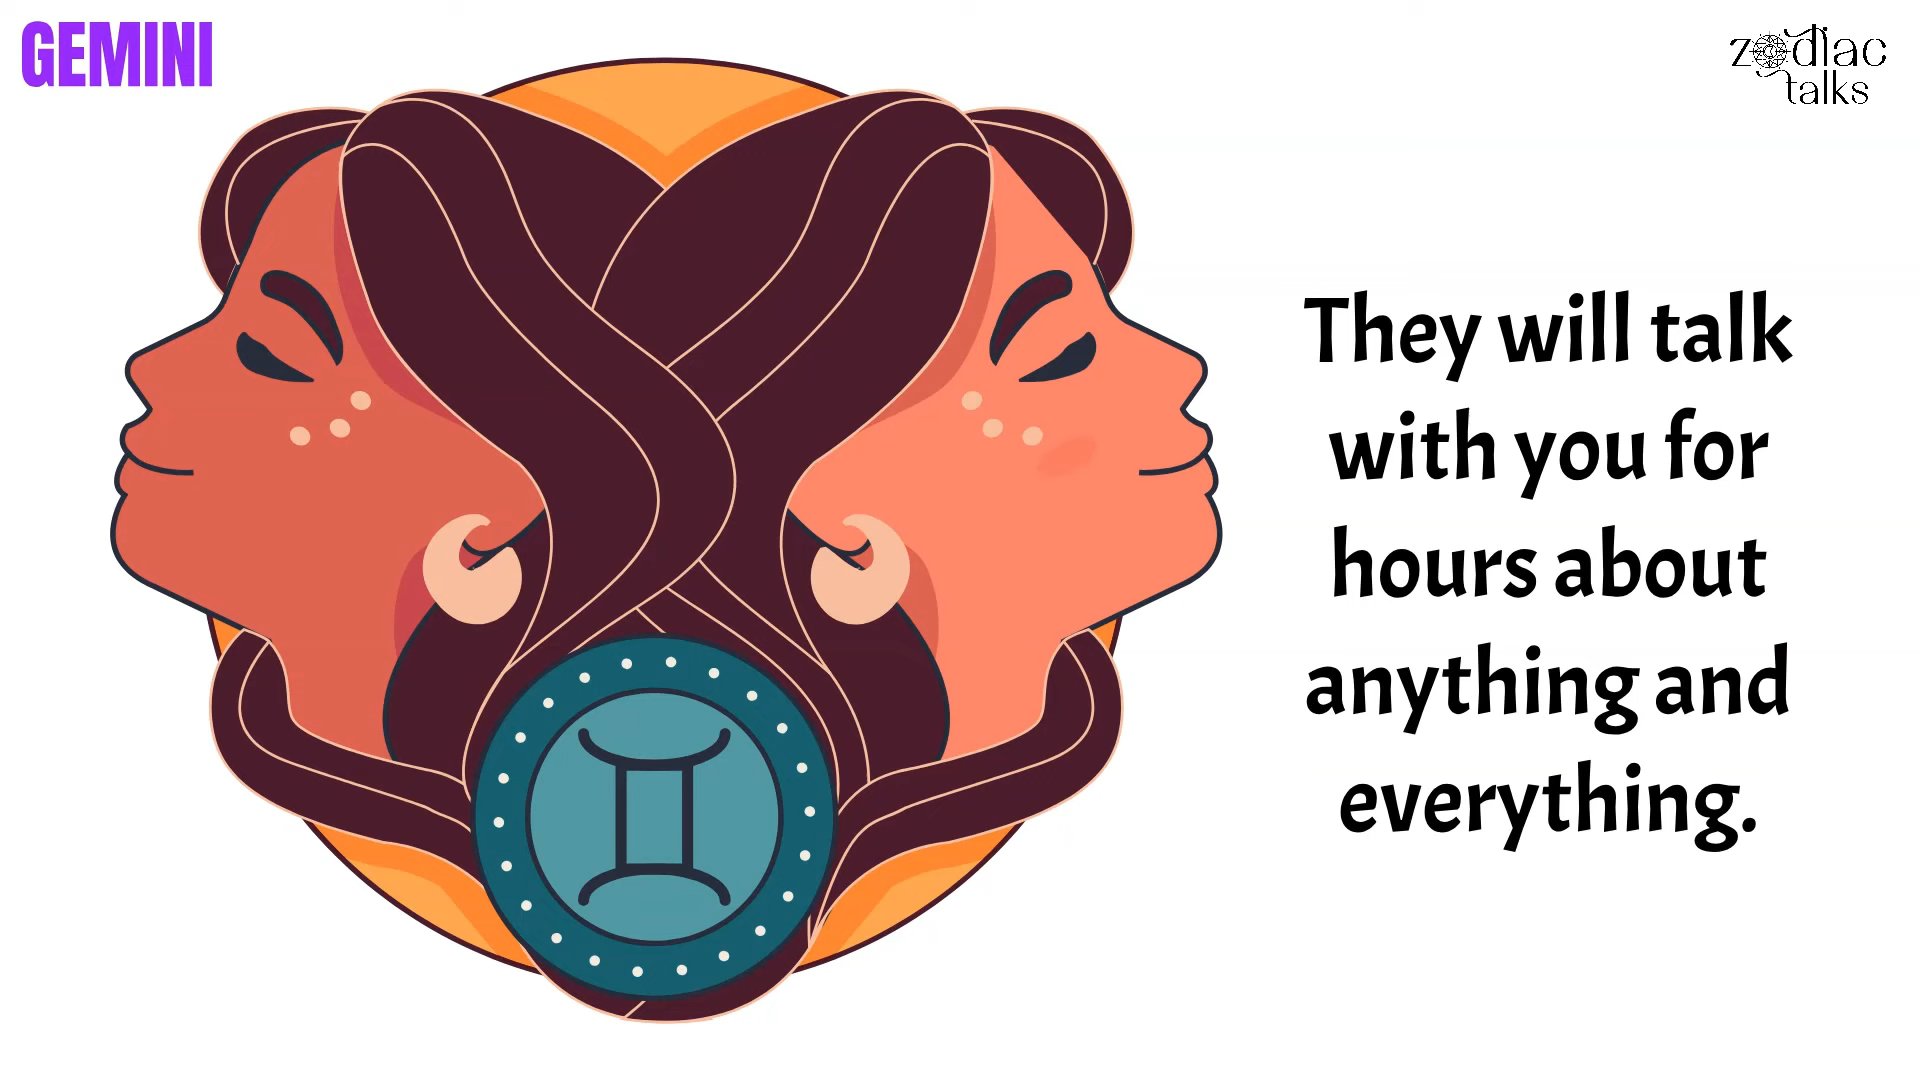 GEMINI
zodiac
talks
They will talk
with you for
hours about
anything and
everything.